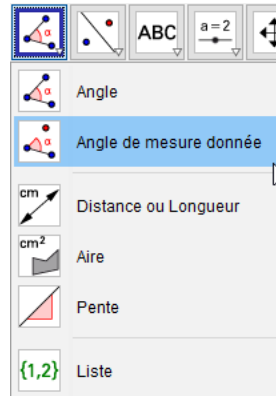 α ABC a=2
α Angle
α Angle de mesure donnée
cm Distance ou Longueur
cm² Aire
Pente
{1,2} Liste